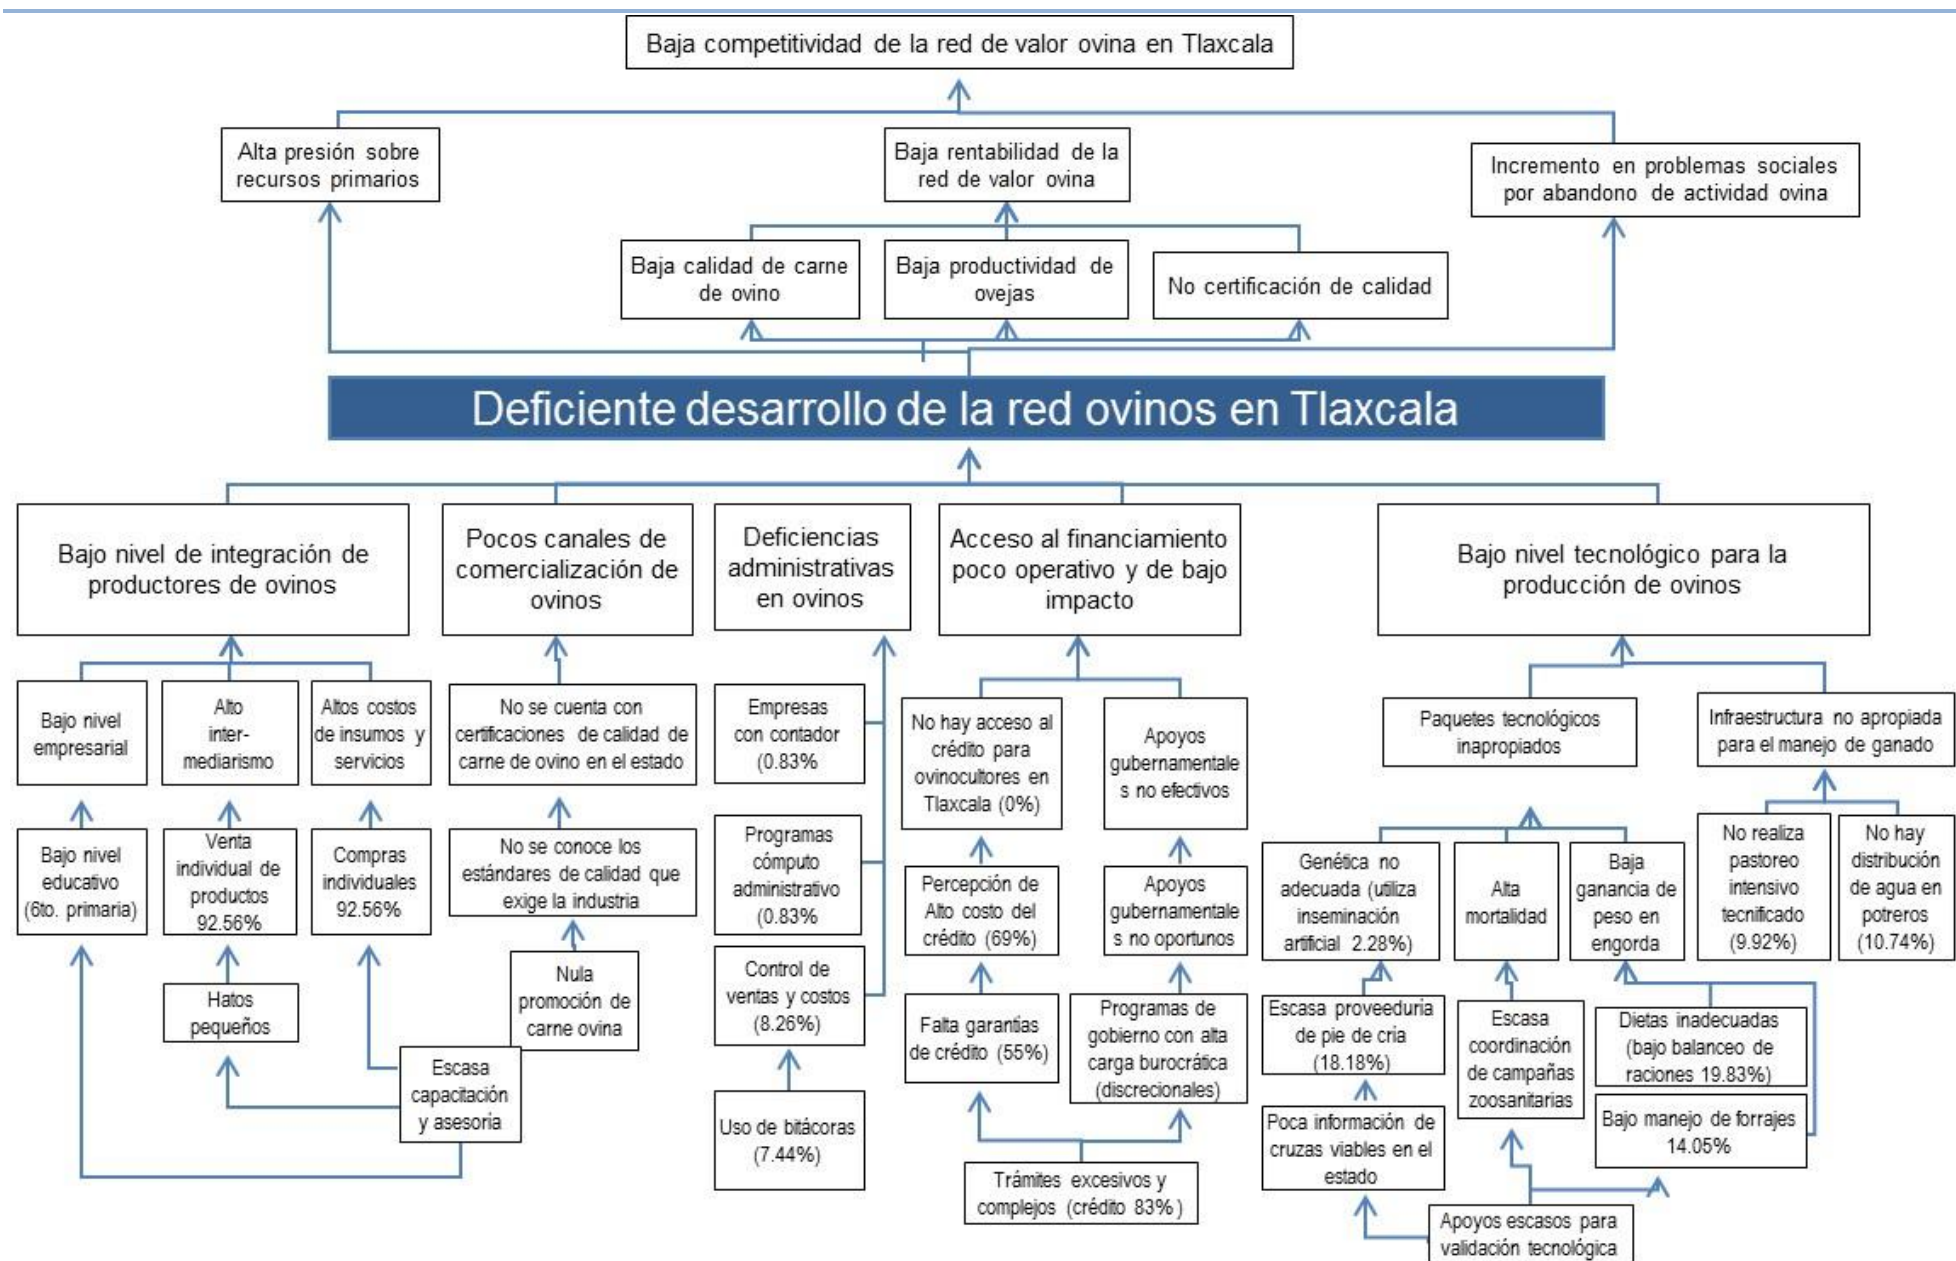 Baja competitividad de la red de valor ovina en Tlaxcala
Alta presión sobre
recursos primarios
Baja rentabilidad de la
red de valor ovina
Incremento en problemas sociales
por abandono de actividad ovina
Baja calidad de carne
de ovino
Baja productividad de
ovejas
No certificación de calidad
Deficiente desarrollo de la red ovinos en Tlaxcala
Bajo nivel de integración de
productores de ovinos
Pocos canales de
comercialización de
ovinos
Deficiencias
administrativas
en ovinos
Acceso al financiamiento
poco operativo y de bajo
impacto
Bajo nivel tecnológico para la
producción de ovinos
Bajo nivel
empresarial
Alto
inter-
mediarismo
Altos costos
de insumos y
servicios
No se cuenta con
certificaciones de calidad de
carne de ovino en el estado
Empresas
con contador
(0.83%
No hay acceso al
crédito para
ovinocultores en
Tlaxcala (0%)
Apoyos
gubernamentale
s no efectivos
Paquetes tecnológicos
inapropiados
Infraestructura no apropiada
para el manejo de ganado
Bajo nivel
educativo
(6to. primaria)
Venta
individual de
productos
92.56%
Compras
individuales
92.56%
No se conoce los
estándares de calidad que
exige la industria
Programas
cómputo
administrativo
(0.83%
Percepción de
Alto costo del
crédito (69%)
Apoyos
gubernamentale
s no oportunos
Genética no
adecuada (utiliza
inseminación
artificial 2.28%)
Alta
mortalidad
Baja
ganancia de
peso en
engorda
No realiza
pastoreo
intensivo
tecnificado
(9.92%)
No hay
distribución
de agua en
potreros
(10.74%)
Hatos
pequeños
Nula
promoción de
carne ovina
Control de
ventas y costos
(8.26%)
Falta garantías
de crédito (55%)
Programas de
gobierno con alta
carga burocrática
(discrecionales)
Escasa proveeduría
de pie de cria
(18.18%)
Escasa
coordinación
de campañas
zoosanitarias
Dietas inadecuadas
(bajo balanceo de
raciones 19.83%)
Escasa
capacitación
y asesoría
Uso de bitácoras
(7.44%)
Trámites excesivos y
complejos (crédito 83%)
Poca información de
cruzas viables en el
estado
Bajo manejo de forrajes
14.05%
Apoyos escasos para
validación tecnológica